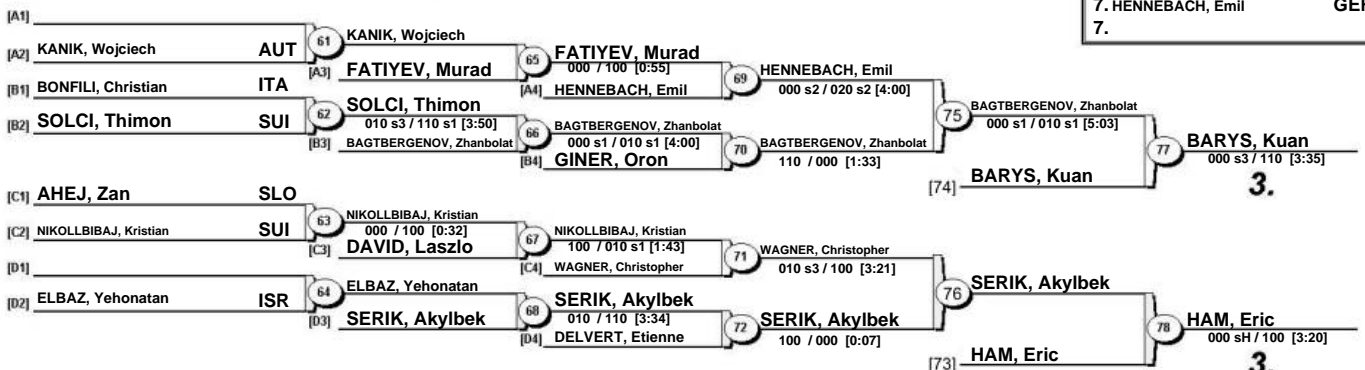 7. HENNEBACH, Emil
7.
[A1]
[A2] KANIK, Wojciech AUT
61 KANIK, Wojciech
[A3] FATIYEV, Murad
65 FATIYEV, Murad
000 / 100 [0:55]
[A4] HENNEBACH, Emil
69 HENNEBACH, Emil
000 s2 / 020 s2 [4:00]
[B1] BONFILI, Christian ITA
[B2] SOLCI, Thimon SUI
62 SOLCI, Thimon
010 s3 / 110 s1 [3:50]
[B3] BAGTBERGENOV, Zhanbolat
66 BAGTBERGENOV, Zhanbolat
000 s1 / 010 s1 [4:00]
[B4] GINER, Oron
70 BAGTBERGENOV, Zhanbolat
110 / 000 [1:33]
75 BAGTBERGENOV, Zhanbolat
000 s1 / 010 s1 [5:03]
[74] BARYS, Kuan
77 BARYS, Kuan
000 s3 / 110 [3:35]
3.
[C1] AHEJ, Zan SLO
[C2] NIKOLLBIBAJ, Kristian SUI
63 NIKOLLBIBAJ, Kristian
000 / 100 [0:32]
[C3] DAVID, Laszlo
67 NIKOLLBIBAJ, Kristian
100 / 010 s1 [1:43]
[C4] WAGNER, Christopher
71 WAGNER, Christopher
010 s3 / 100 [3:21]
[D1]
[D2] ELBAZ, Yehonatan ISR
64 ELBAZ, Yehonatan
[D3] SERIK, Akylbek
68 SERIK, Akylbek
010 / 110 [3:34]
[D4] DELVERT, Etienne
72 SERIK, Akylbek
100 / 000 [0:07]
76 SERIK, Akylbek
[73] HAM, Eric
78 HAM, Eric
000 sH / 100 [3:20]
3.